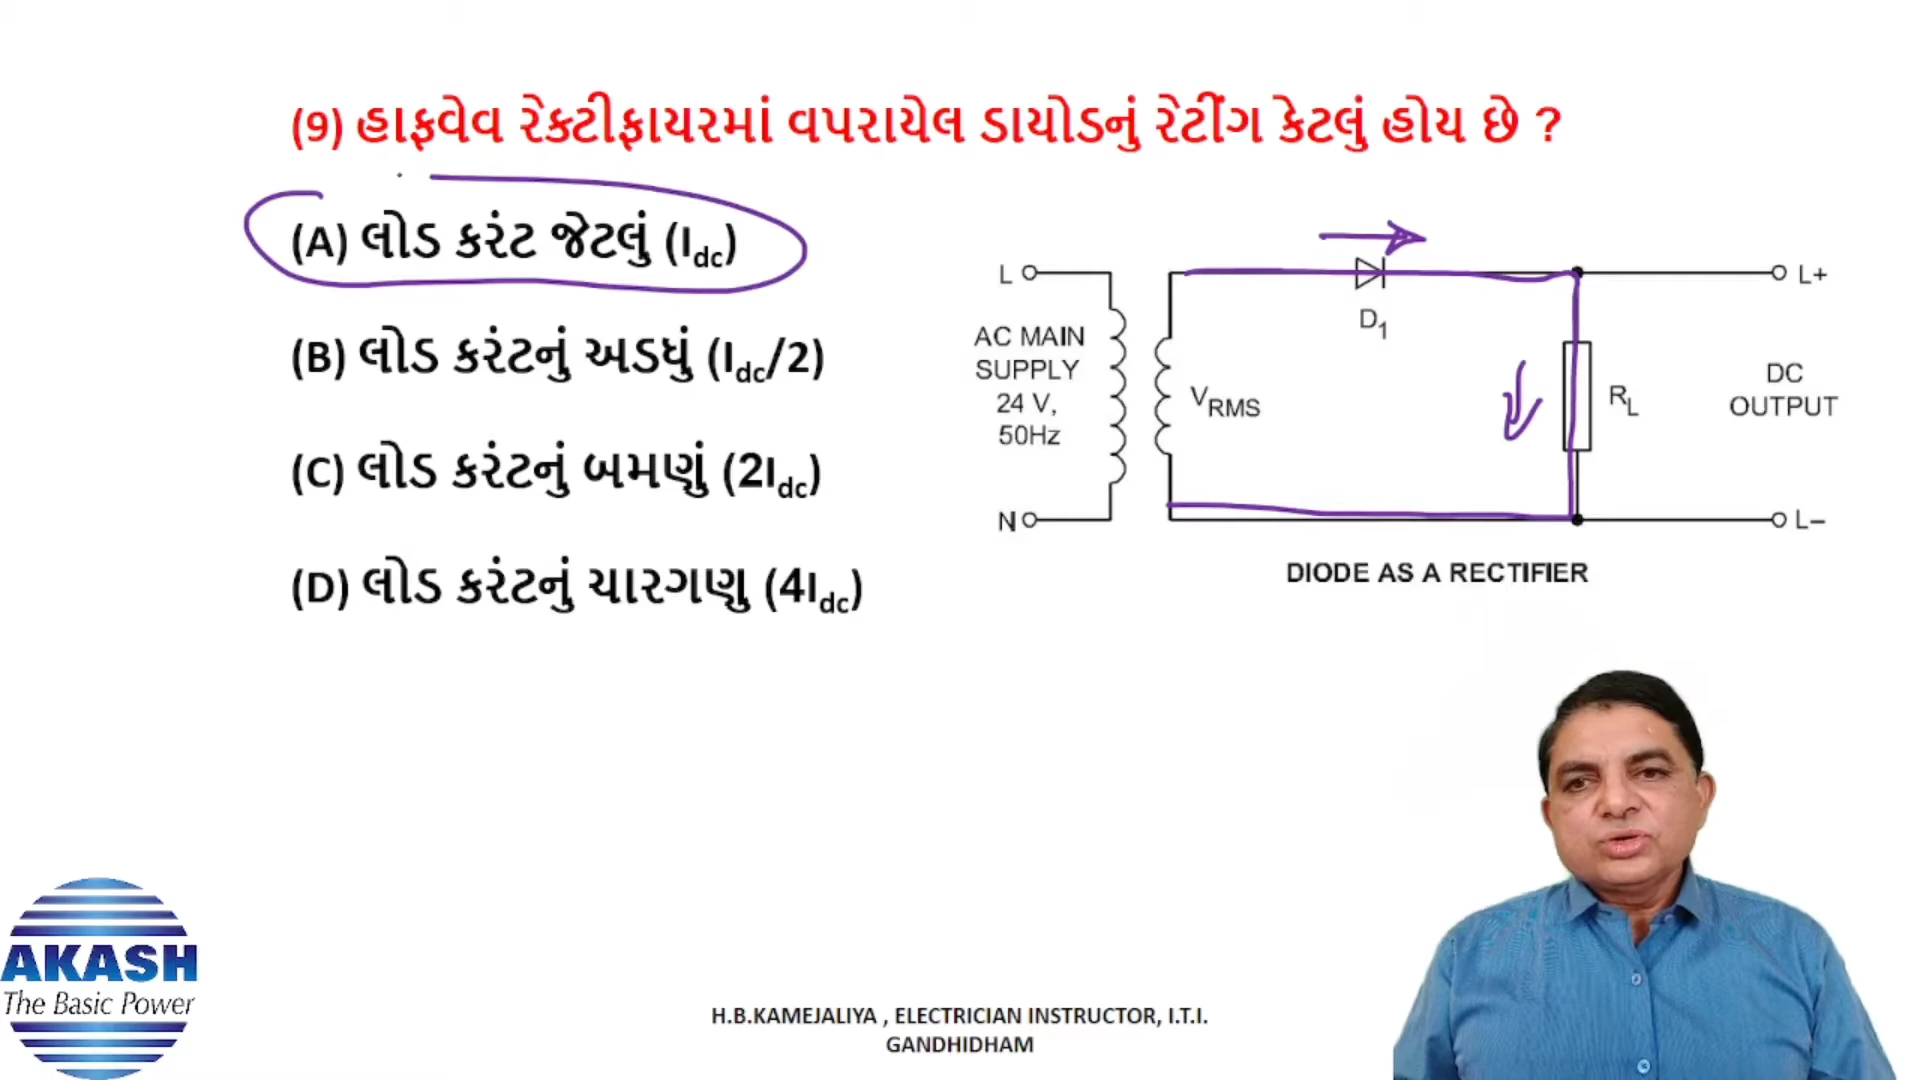 (9) હાફવેવ રેક્ટીફાયરમાં વપરાયેલ ડાયોડનું રેટીંગ કેટલું હોય છે ?
(A) લોડ કરંટ જેટલું (Idc)
(B) લોડ કરંટનું અડધું (Idc/2)
(C) લોડ કરંટનું બમણું (2Idc)
(D) લોડ કરંટનું ચારગણુ (4Idc)
L
AC MAIN
SUPPLY
24 V,
50Hz
N
VRMS
D1
RL
L+
DC
OUTPUT
L–
DIODE AS A RECTIFIER
AKASH
The Basic Power
H.B.KAMEJALIYA , ELECTRICIAN INSTRUCTOR, I.T.I.
GANDHIDHAM